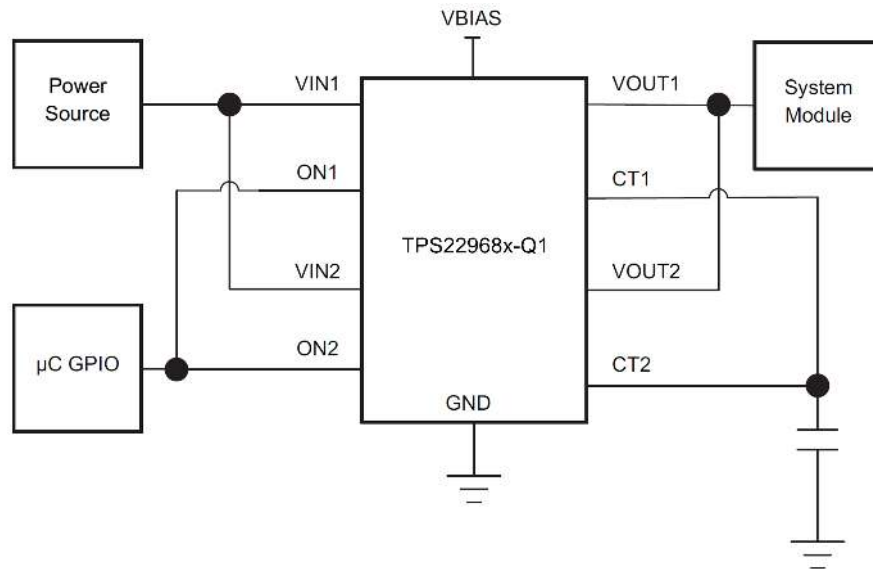 VBIAS
Power
Source
VIN1
VOUT1
System
Module
ON1
CT1
TPS22968x-Q1
VIN2
VOUT2
µC GPIO
ON2
CT2
GND